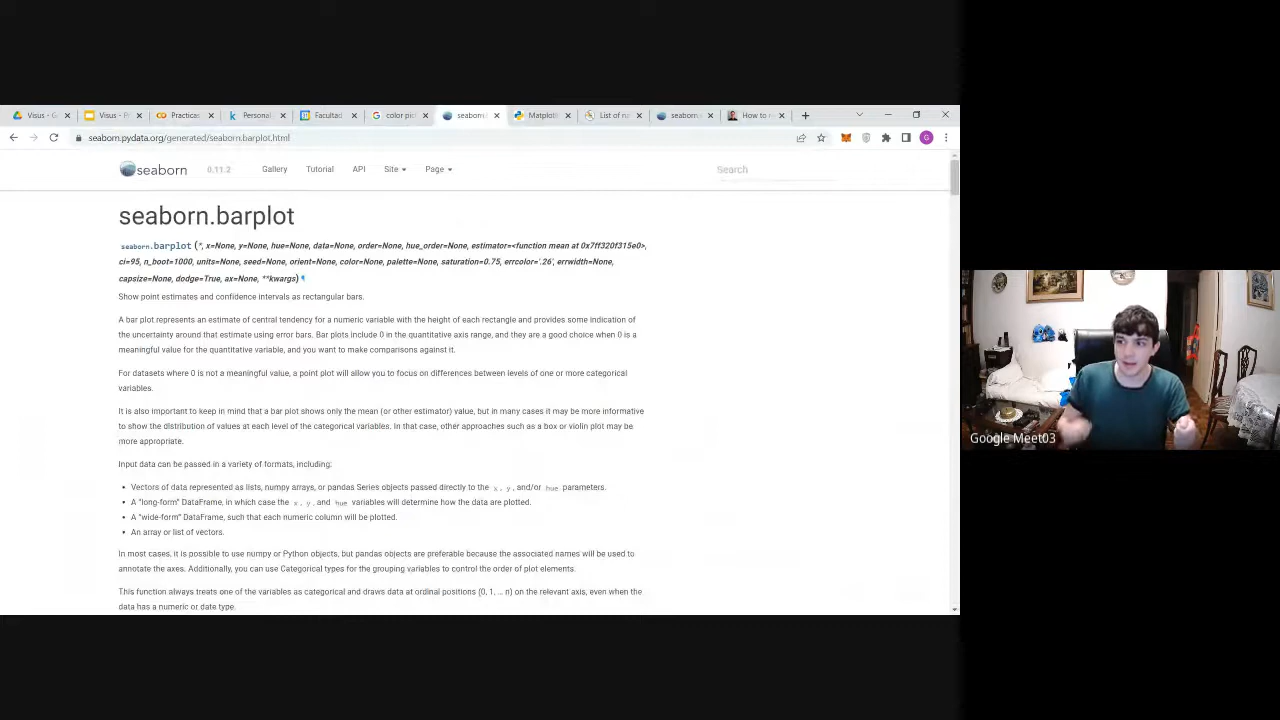 Visus - G
Visus - P
Practicas
Personal
Facultad
color pic
seaborn.
Matplotl
List of na
seaborn.
How to
seaborn.pydata.org/generated/seaborn.barplot.html
seaborn 0.11.2 Gallery Tutorial API Site Page Search
seaborn.barplot
seaborn.barplot (*, x=None, y=None, hue=None, data=None, order=None, hue_order=None, estimator=<function mean at 0x7ff320f315e0>,
ci=95, n_boot=1000, units=None, seed=None, orient=None, color=None, palette=None, saturation=0.75, errcolor='.26', errwidth=None,
capsize=None, dodge=True, ax=None, **kwargs) ¶
Show point estimates and confidence intervals as rectangular bars.
A bar plot represents an estimate of central tendency for a numeric variable with the height of each rectangle and provides some indication of
the uncertainty around that estimate using error bars. Bar plots include 0 in the quantitative axis range, and they are a good choice when 0 is a
meaningful value for the quantitative variable, and you want to make comparisons against it.
For datasets where 0 is not a meaningful value, a point plot will allow you to focus on differences between levels of one or more categorical
variables.
It is also important to keep in mind that a bar plot shows only the mean (or other estimator) value, but in many cases it may be more informative
to show the distribution of values at each level of the categorical variables. In that case, other approaches such as a box or violin plot may be
more appropriate.
Input data can be passed in a variety of formats, including:
• Vectors of data represented as lists, numpy arrays, or pandas Series objects passed directly to the x, y, and/or hue parameters.
• A "long-form" DataFrame, in which case the x, y, and hue variables will determine how the data are plotted.
• A "wide-form" DataFrame, such that each numeric column will be plotted.
• An array or list of vectors.
In most cases, it is possible to use numpy or Python objects, but pandas objects are preferable because the associated names will be used to
annotate the axes. Additionally, you can use Categorical types for the grouping variables to control the order of plot elements.
This function always treats one of the variables as categorical and draws data at ordinal positions (0, 1, … n) on the relevant axis, even when the
data has a numeric or date type.
Google Meet03